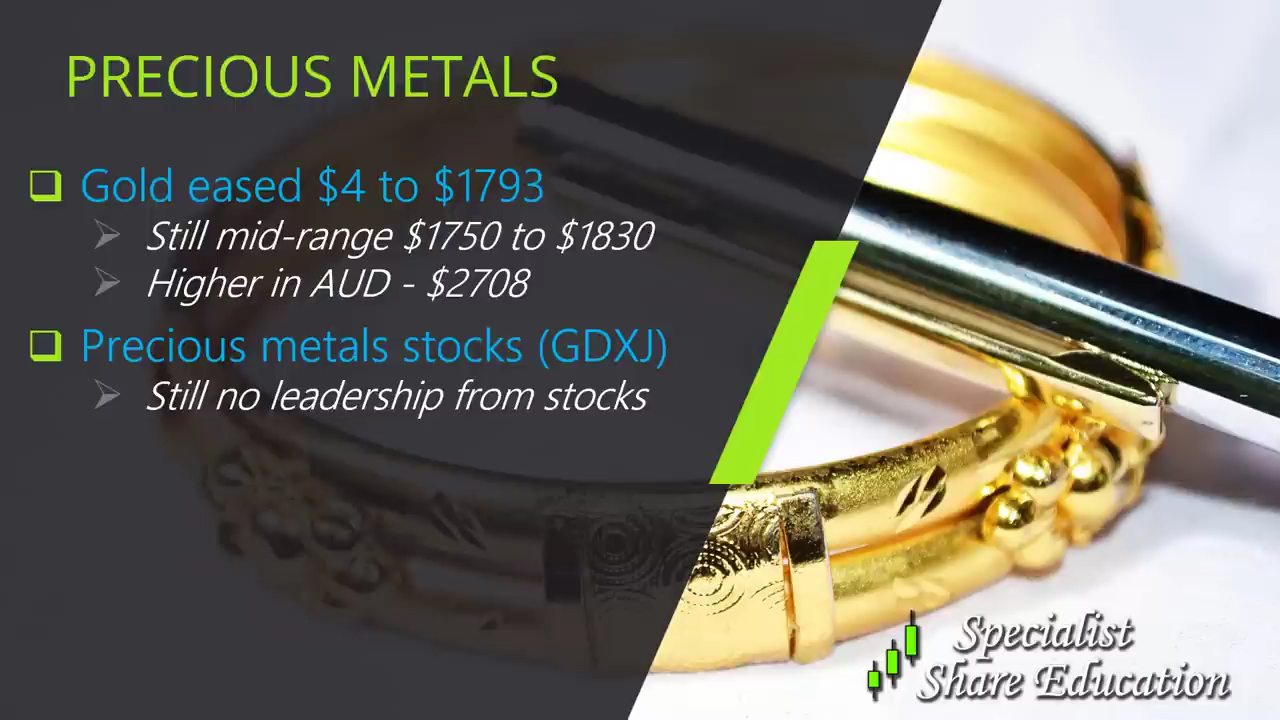 PRECIOUS METALS
Gold eased $4 to $1793
Still mid-range $1750 to $1830
Higher in AUD - $2708
Precious metals stocks (GDXJ)
Still no leadership from stocks
Specialist
Share Education